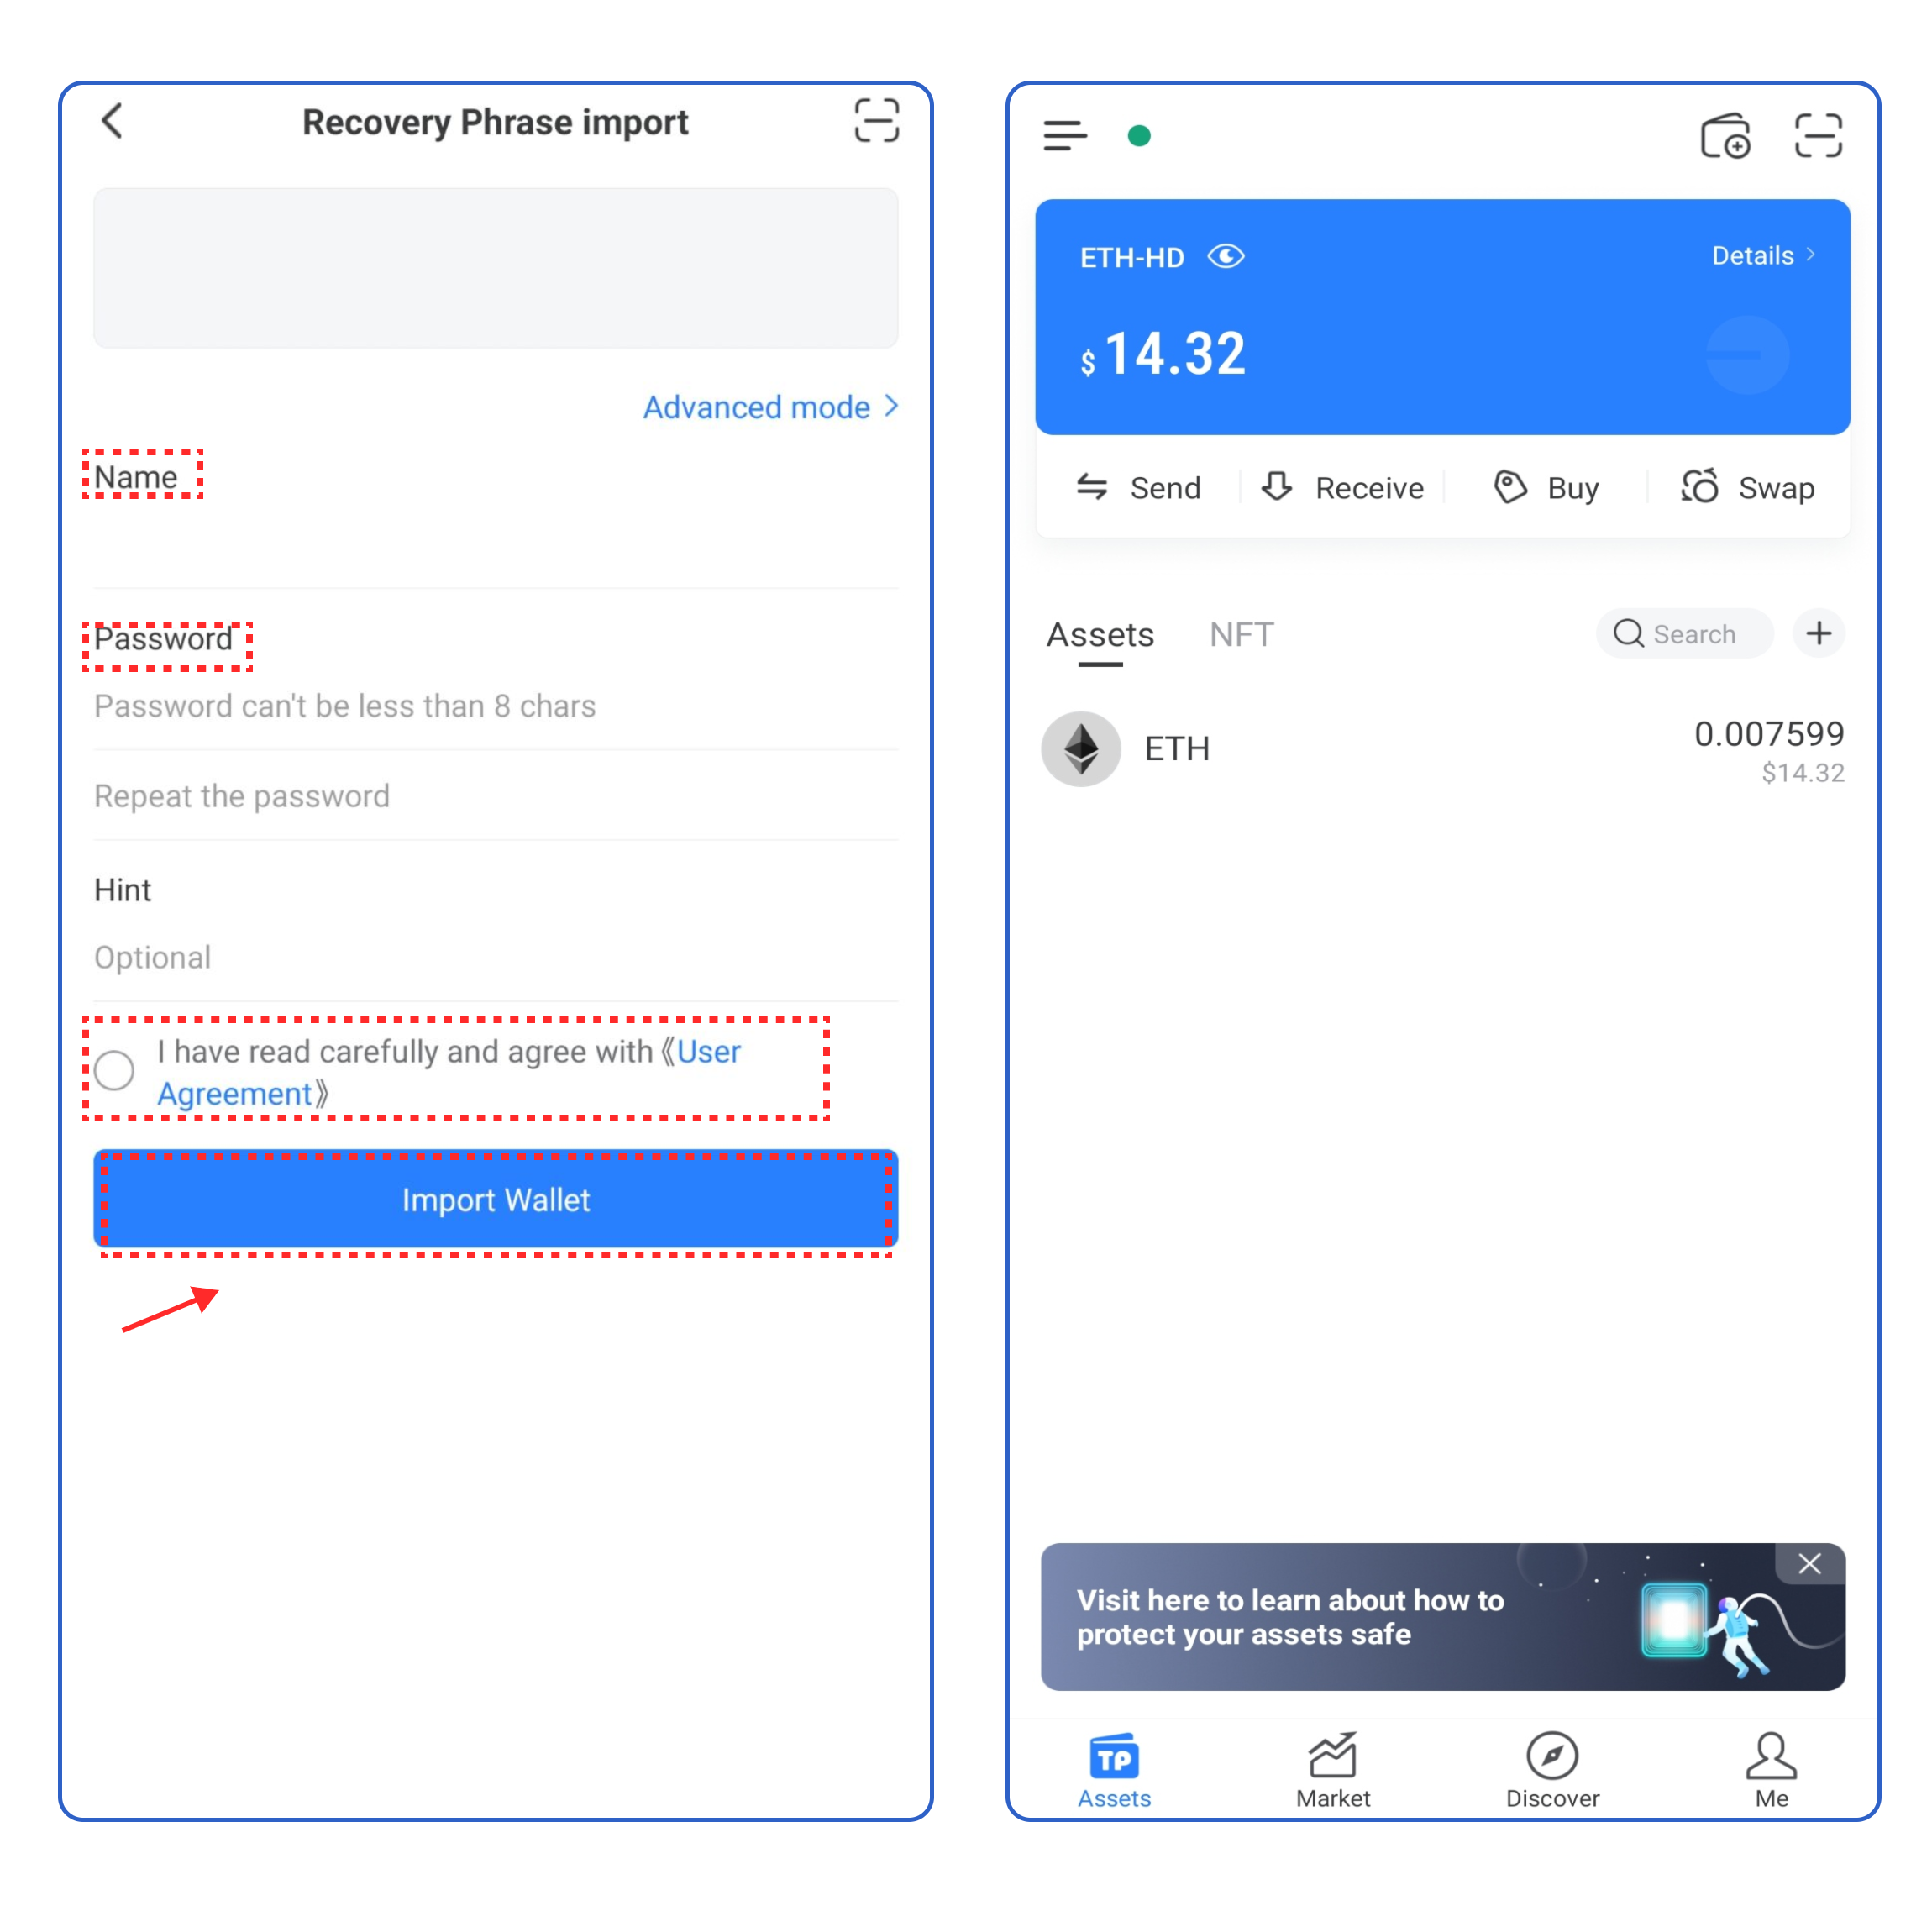 Recovery Phrase import
Advanced mode
Name
Password
Password can't be less than 8 chars
Repeat the password
Hint
Optional
I have read carefully and agree with《User
Agreement》
Import Wallet
ETH-HD
Details
$ 14.32
Send
Receive
Buy
Swap
Assets
NFT
Search
ETH
0.007599
$14.32
Visit here to learn about how to
protect your assets safe
TP
Assets
Market
Discover
Me